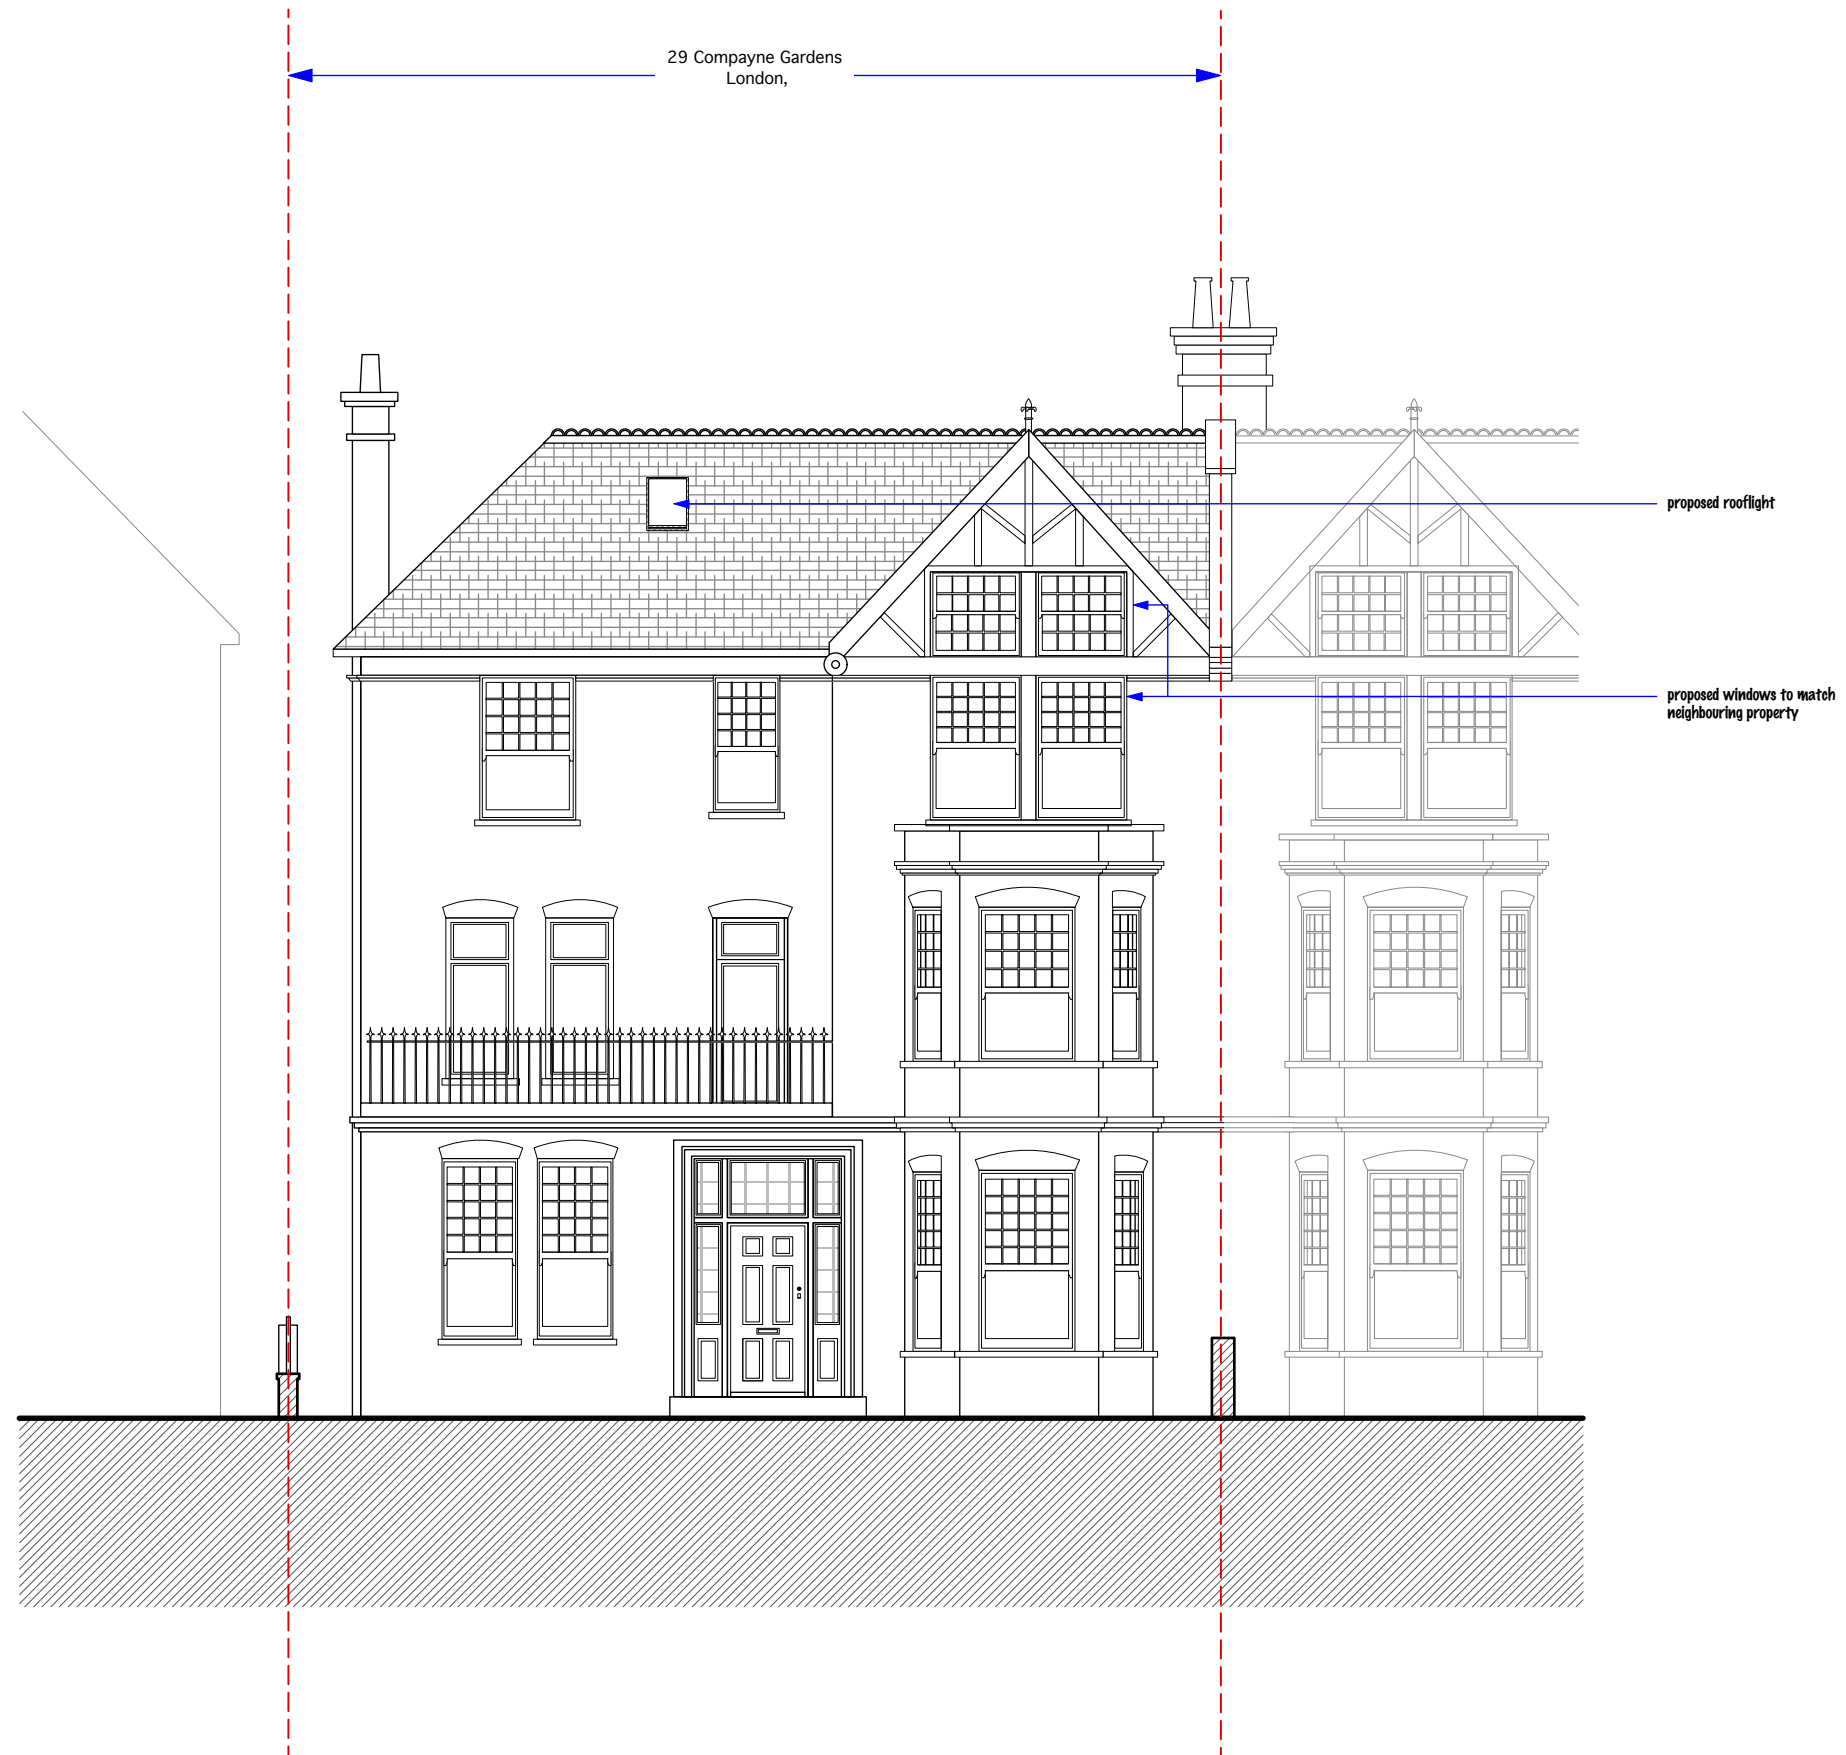 29 Compayne Gardens
London,
proposed rooflight
proposed windows to match
neighbouring property